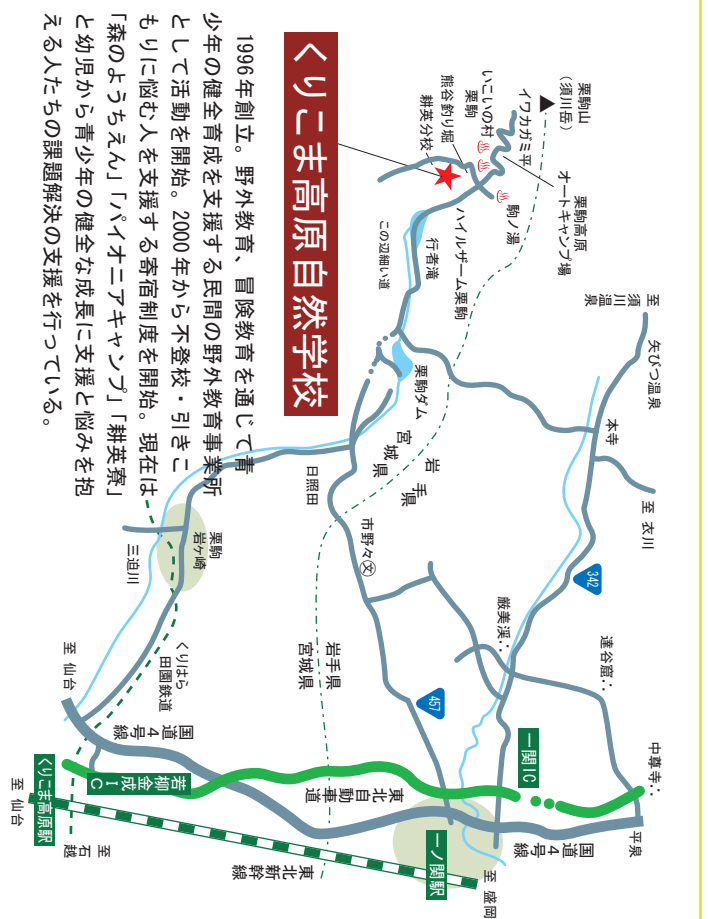 くりこま高原自然学校
1996年創立。野外教育、冒険教育を通じて青
少年の健全育成を支援する民間の野外教育事業所
として活動を開始。2000年から不登校・引きこ
もりに悩む人を支援する寄宿制度を開始。現在は
「森のようちえん」「パイオニアキャンプ」「耕英寮」
と幼児から青少年の健全な成長に支援と悩みを抱
える人たちの課題解決の支援を行っている。
栗駒山
（須川岳）
イワカガミ平
いこいの村
栗駒
熊谷釣り堀
耕英分校
栗駒高原
オートキャンプ場
駒ノ湯
ハイルザーム栗駒
行者滝
この辺細い道
至
須川温泉
矢びつ温泉
本寺
至 衣川
栗駒ダム
宮城県
岩手県
日照田
市野々
文
342
厳美渓
達谷窟
中尊寺
平泉
457
一関IC
岩手県
宮城県
栗駒
岩ケ崎
三迫川
くりはら
田園鉄道
至 仙台
国道4号線
若柳金成IC
東北自動車道
国道4号線
一ノ関駅
至 盛岡
東北新幹線
くりこま高原駅
至 仙台
至 石越